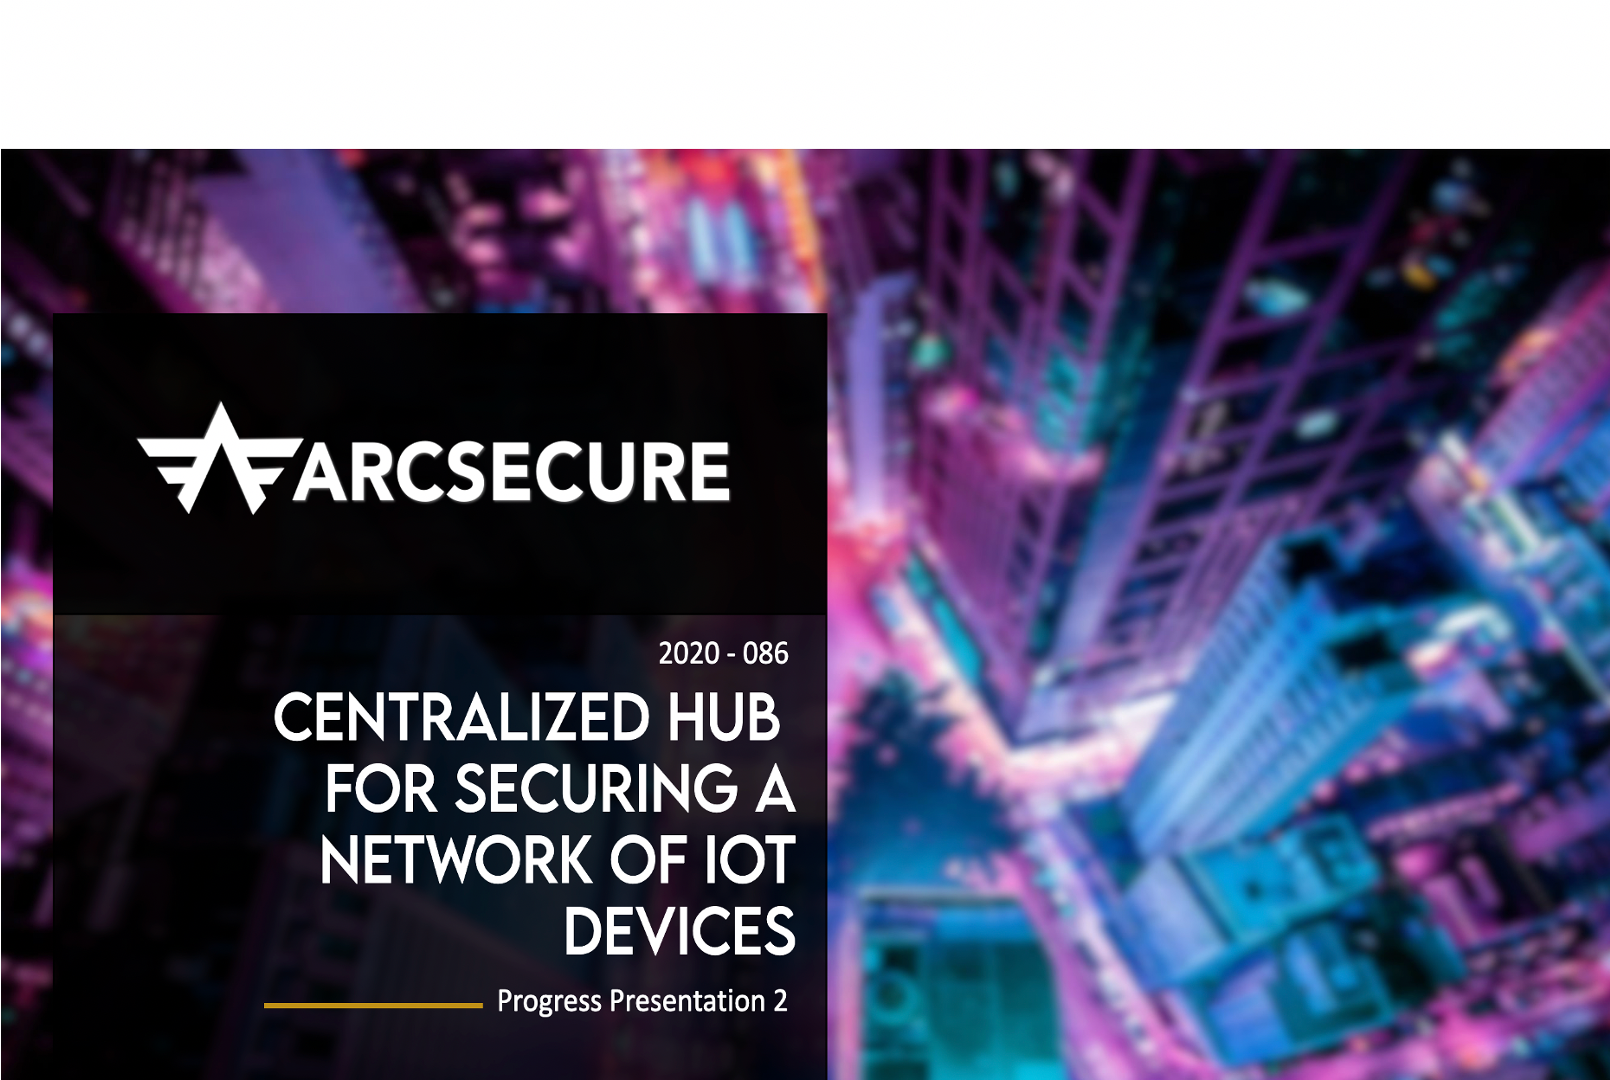 ARCSECURE
2020 - 086
CENTRALIZED HUB
FOR SECURING A
NETWORK OF IOT
DEVICES
Progress Presentation 2